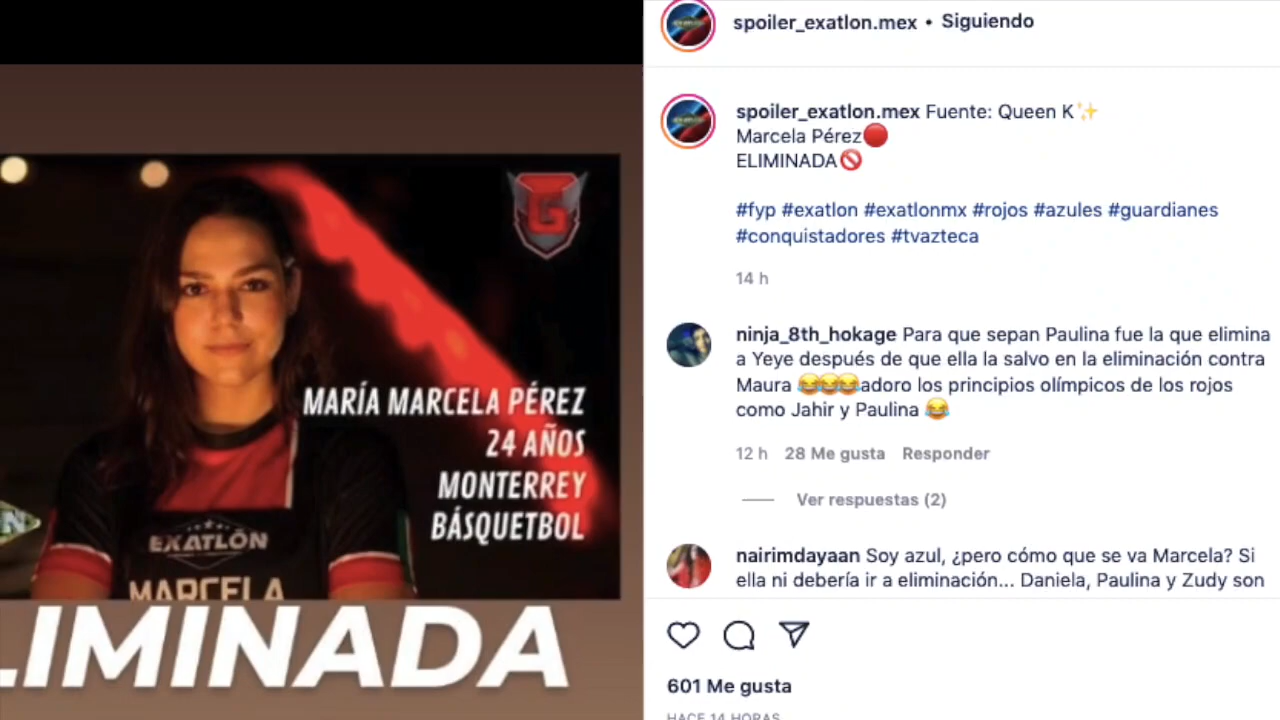 G
MARÍA MARCELA PÉREZ
24 AÑOS
MONTERREY
BÁSQUETBOL
N
EXATLÓN
MARCELA
LIMINADA
spoiler_exatlon.mex • Siguiendo
spoiler_exatlon.mex Fuente: Queen K✨
Marcela Pérez🔴
ELIMINADA🚫
#fyp #exatlon #exatlonmx #rojos #azules #guardianes
#conquistadores #tvazteca
14 h
ninja_8th_hokage Para que sepan Paulina fue la que elimina
a Yeye después de que ella la salvo en la eliminación contra
Maura 😂😂😂adoro los principios olímpicos de los rojos
como Jahir y Paulina 😂
12 h 28 Me gusta Responder
Ver respuestas (2)
nairimdayaan Soy azul, ¿pero cómo que se va Marcela? Si
ella ni debería ir a eliminación... Daniela, Paulina y Zudy son
601 Me gusta
HACE 14 HORAS